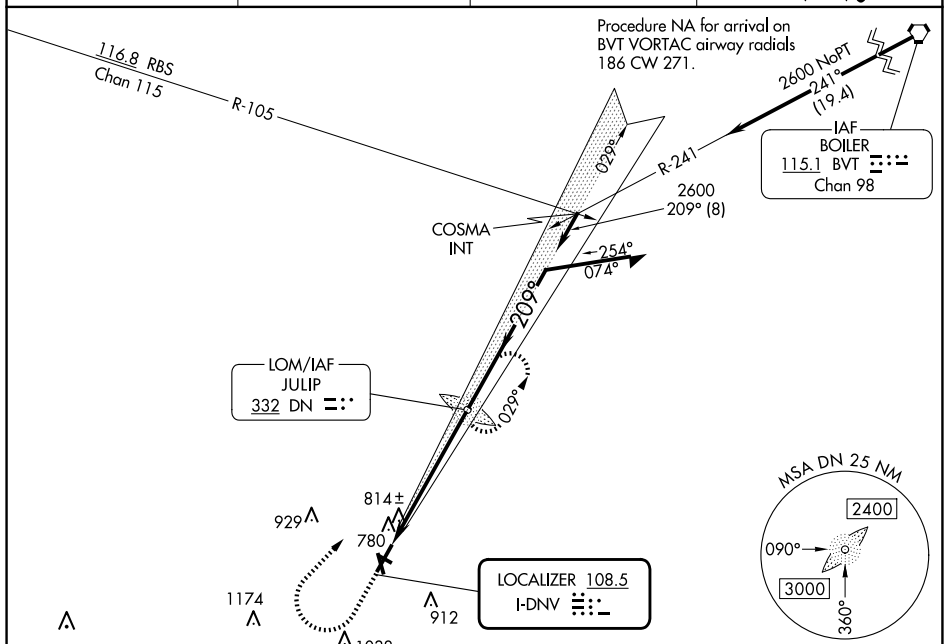 Procedure NA for arrival on
BVT VORTAC airway radials
186 CW 271.
116.8 RBS
Chan 115
R-105
2600 NoPT
241°
(19.4)
IAF
BOILER
115.1 BVT
Chan 98
R-241
029°
2600
209° (8)
COSMA
INT
254°
074°
209°
LOM/IAF
JULIP
332 DN
029°
MSA DN 25 NM
2400
090°
3000
360°
814±
929
780
LOCALIZER 108.5
I-DNV
1174
912